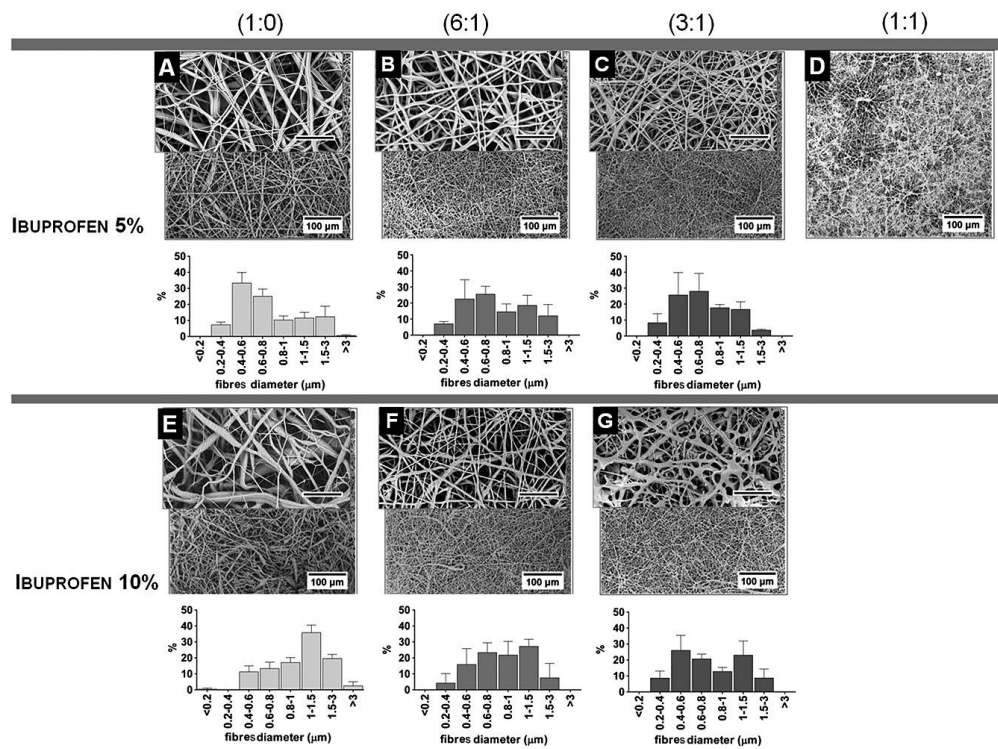 (1:0) (6:1) (3:1) (1:1)
A B C D
100 µm 100 µm 100 µm 100 µm
IBUPROFEN 5%
50 50 50
40 40 40
30 30 30
20 20 20
10 10 10
0 0 0
% % %
<0.2 0.2-0.4 0.4-0.6 0.6-0.8 0.8-1 1-1.5 1.5-3 >3
<0.2 0.2-0.4 0.4-0.6 0.6-0.8 0.8-1 1-1.5 1.5-3 >3
<0.2 0.2-0.4 0.4-0.6 0.6-0.8 0.8-1 1-1.5 1.5-3 >3
fibres diameter (µm) fibres diameter (µm) fibres diameter (µm)
E F G
100 µm 100 µm 100 µm
IBUPROFEN 10%
50 50 50
40 40 40
30 30 30
20 20 20
10 10 10
0 0 0
% % %
<0.2 0.2-0.4 0.4-0.6 0.6-0.8 0.8-1 1-1.5 1.5-3 >3
<0.2 0.2-0.4 0.4-0.6 0.6-0.8 0.8-1 1-1.5 1.5-3 >3
<0.2 0.2-0.4 0.4-0.6 0.6-0.8 0.8-1 1-1.5 1.5-3 >3
fibres diameter (µm) fibres diameter (µm) fibres diameter (µm)